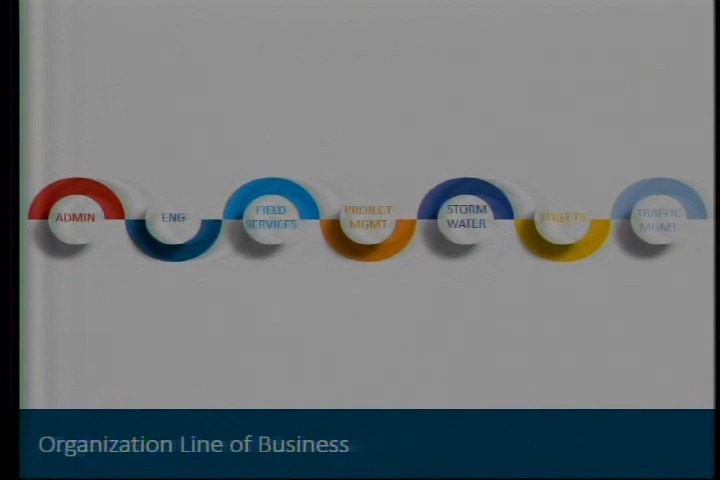 ADMIN
ENG
FIELD
SERVICES
PROJECT
MGMT
STORM
WATER
STREETS
TRAFFIC
MGMT
Organization Line of Business